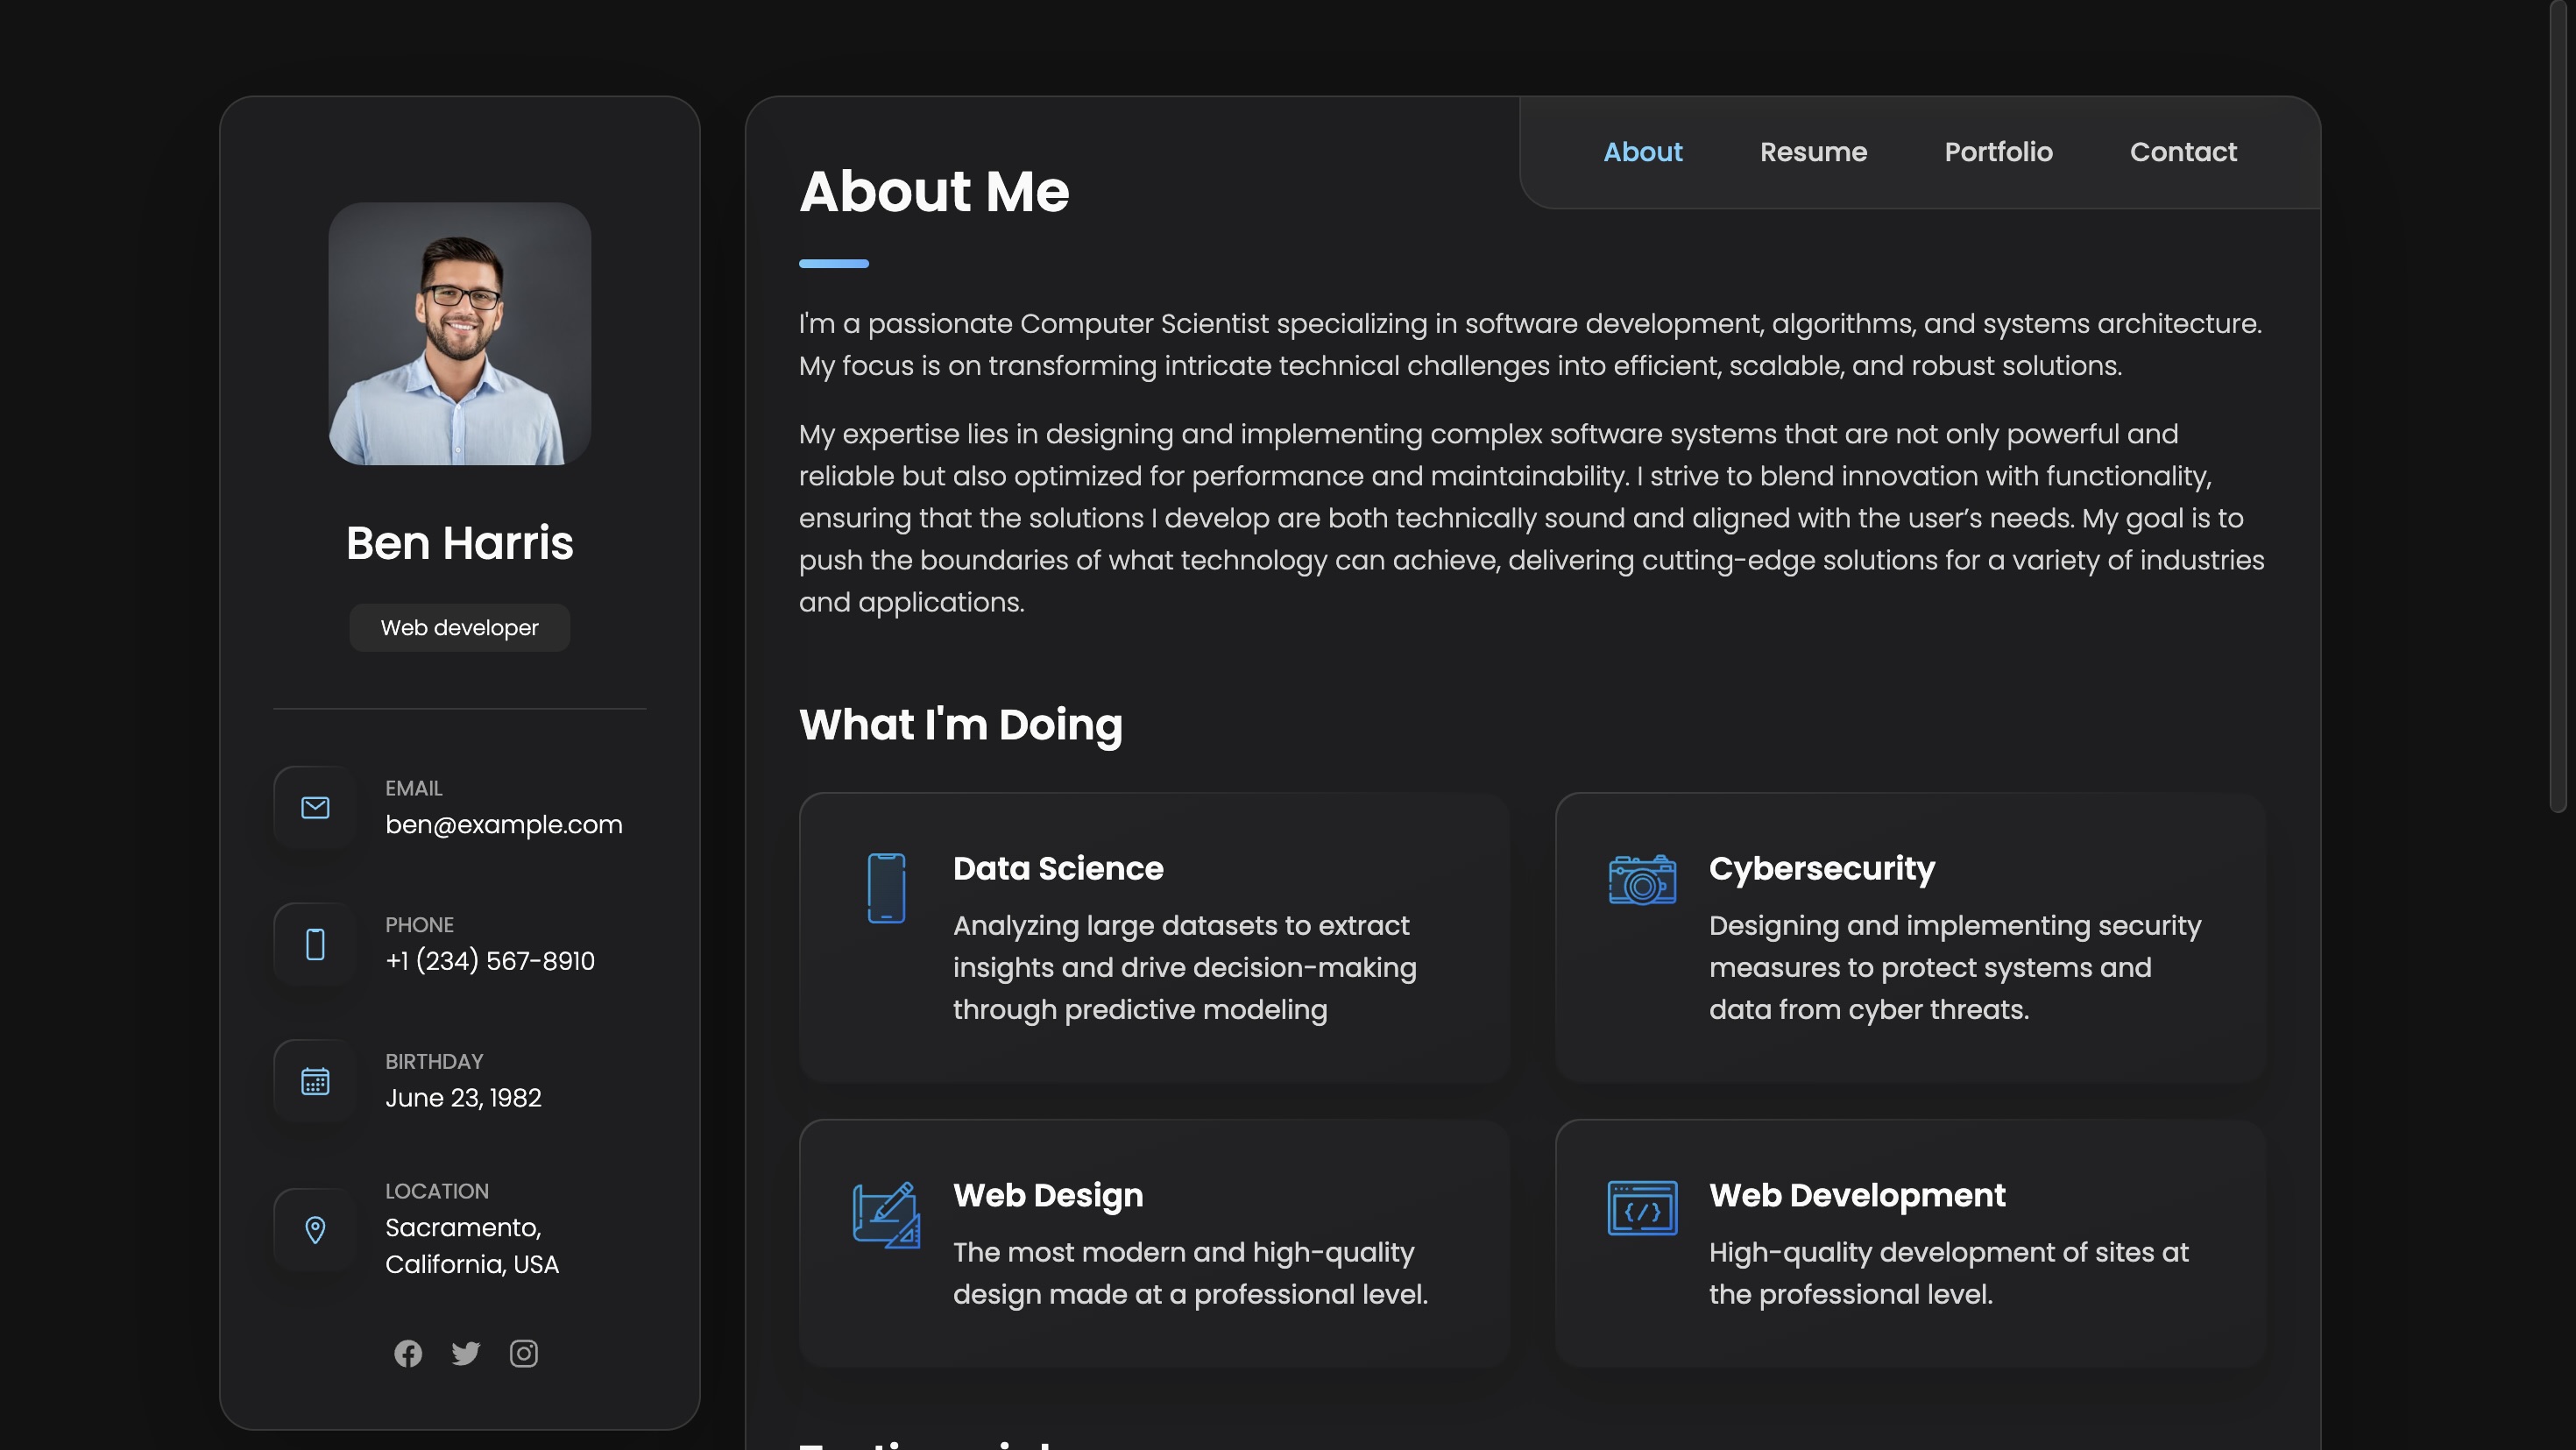 Ben Harris
Web developer
EMAIL
ben@example.com
PHONE
+1 (234) 567-8910
BIRTHDAY
June 23, 1982
LOCATION
Sacramento,
California, USA
About Resume Portfolio Contact
About Me
I'm a passionate Computer Scientist specializing in software development, algorithms, and systems architecture.
My focus is on transforming intricate technical challenges into efficient, scalable, and robust solutions.
My expertise lies in designing and implementing complex software systems that are not only powerful and
reliable but also optimized for performance and maintainability. I strive to blend innovation with functionality,
ensuring that the solutions I develop are both technically sound and aligned with the user’s needs. My goal is to
push the boundaries of what technology can achieve, delivering cutting-edge solutions for a variety of industries
and applications.
What I'm Doing
Data Science
Analyzing large datasets to extract
insights and drive decision-making
through predictive modeling
Cybersecurity
Designing and implementing security
measures to protect systems and
data from cyber threats.
Web Design
The most modern and high-quality
design made at a professional level.
Web Development
High-quality development of sites at
the professional level.